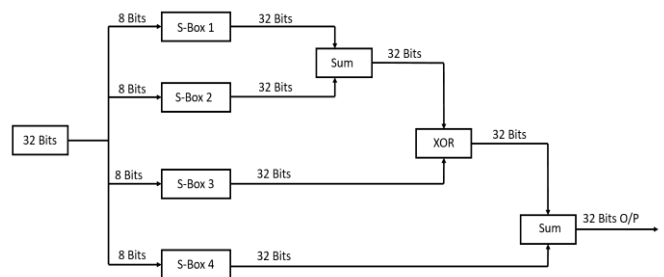 8 Bits
S-Box 1
32 Bits
Sum
32 Bits
8 Bits
S-Box 2
32 Bits
32 Bits
XOR
32 Bits
8 Bits
S-Box 3
32 Bits
Sum
32 Bits O/P
8 Bits
S-Box 4
32 Bits